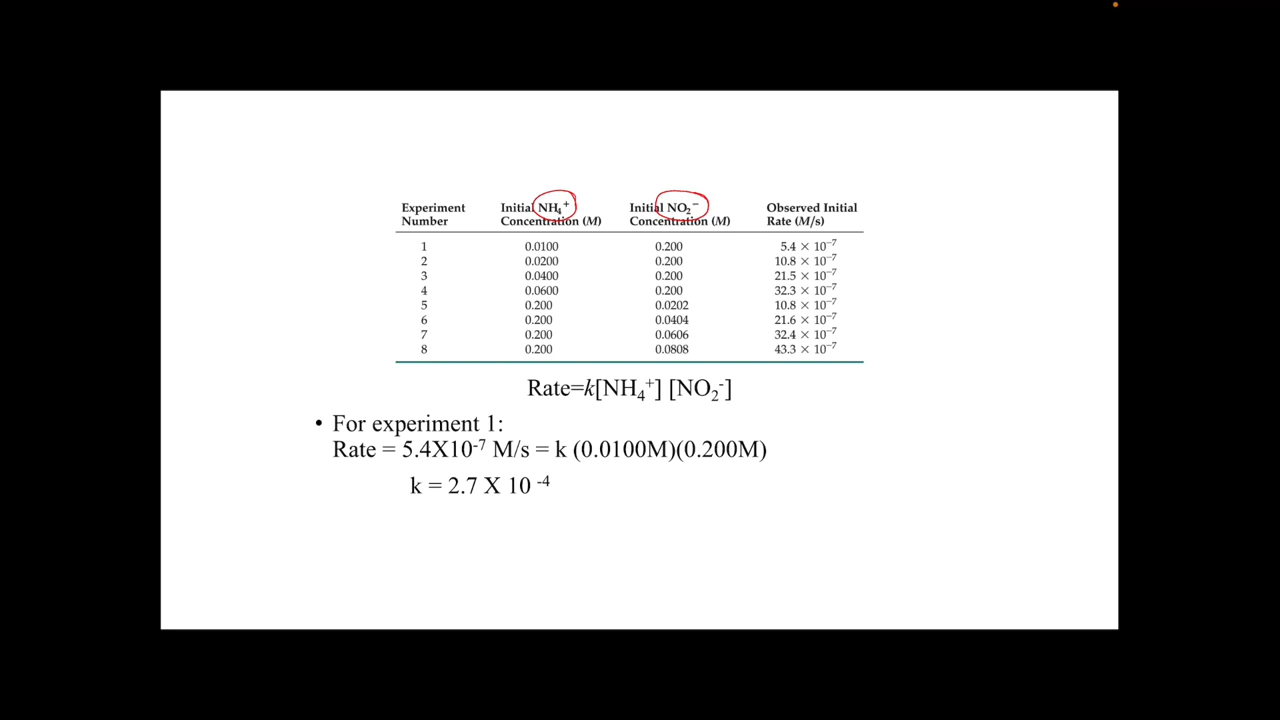 Experiment Number Initial NH₄⁺ Concentration (M) Initial NO₂⁻ Concentration (M) Observed Initial Rate (M/s)
1 0.0100 0.200 5.4 × 10⁻⁷
2 0.0200 0.200 10.8 × 10⁻⁷
3 0.0400 0.200 21.5 × 10⁻⁷
4 0.0600 0.200 32.3 × 10⁻⁷
5 0.200 0.0202 10.8 × 10⁻⁷
6 0.200 0.0404 21.6 × 10⁻⁷
7 0.200 0.0606 32.4 × 10⁻⁷
8 0.200 0.0808 43.3 × 10⁻⁷
Rate=k[NH₄⁺] [NO₂⁻]
• For experiment 1:
Rate = 5.4X10⁻⁷ M/s = k (0.0100M)(0.200M)
k = 2.7 X 10 ⁻⁴